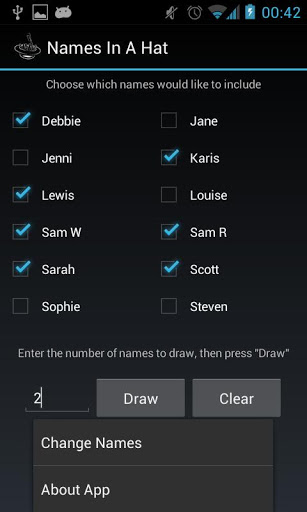 00:42
Names In A Hat
Choose which names would like to include
Debbie Jane
Jenni Karis
Lewis Louise
Sam W Sam R
Sarah Scott
Sophie Steven
Enter the number of names to draw, then press "Draw"
2 Draw Clear
Change Names
About App